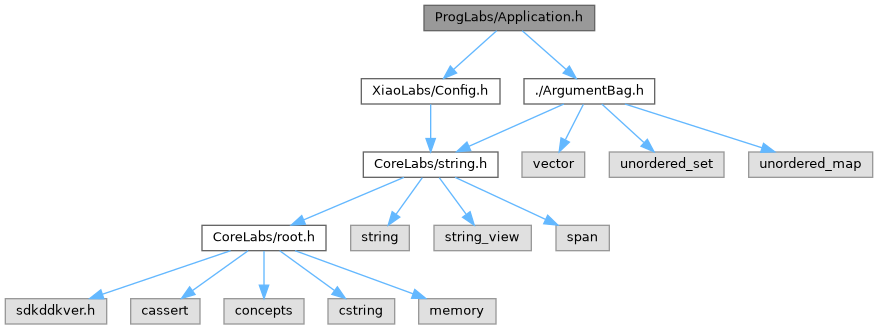 ProgLabs/Application.h
XiaoLabs/Config.h
./ArgumentBag.h
CoreLabs/string.h
vector
unordered_set
unordered_map
CoreLabs/root.h
string
string_view
span
sdkddkver.h
cassert
concepts
cstring
memory